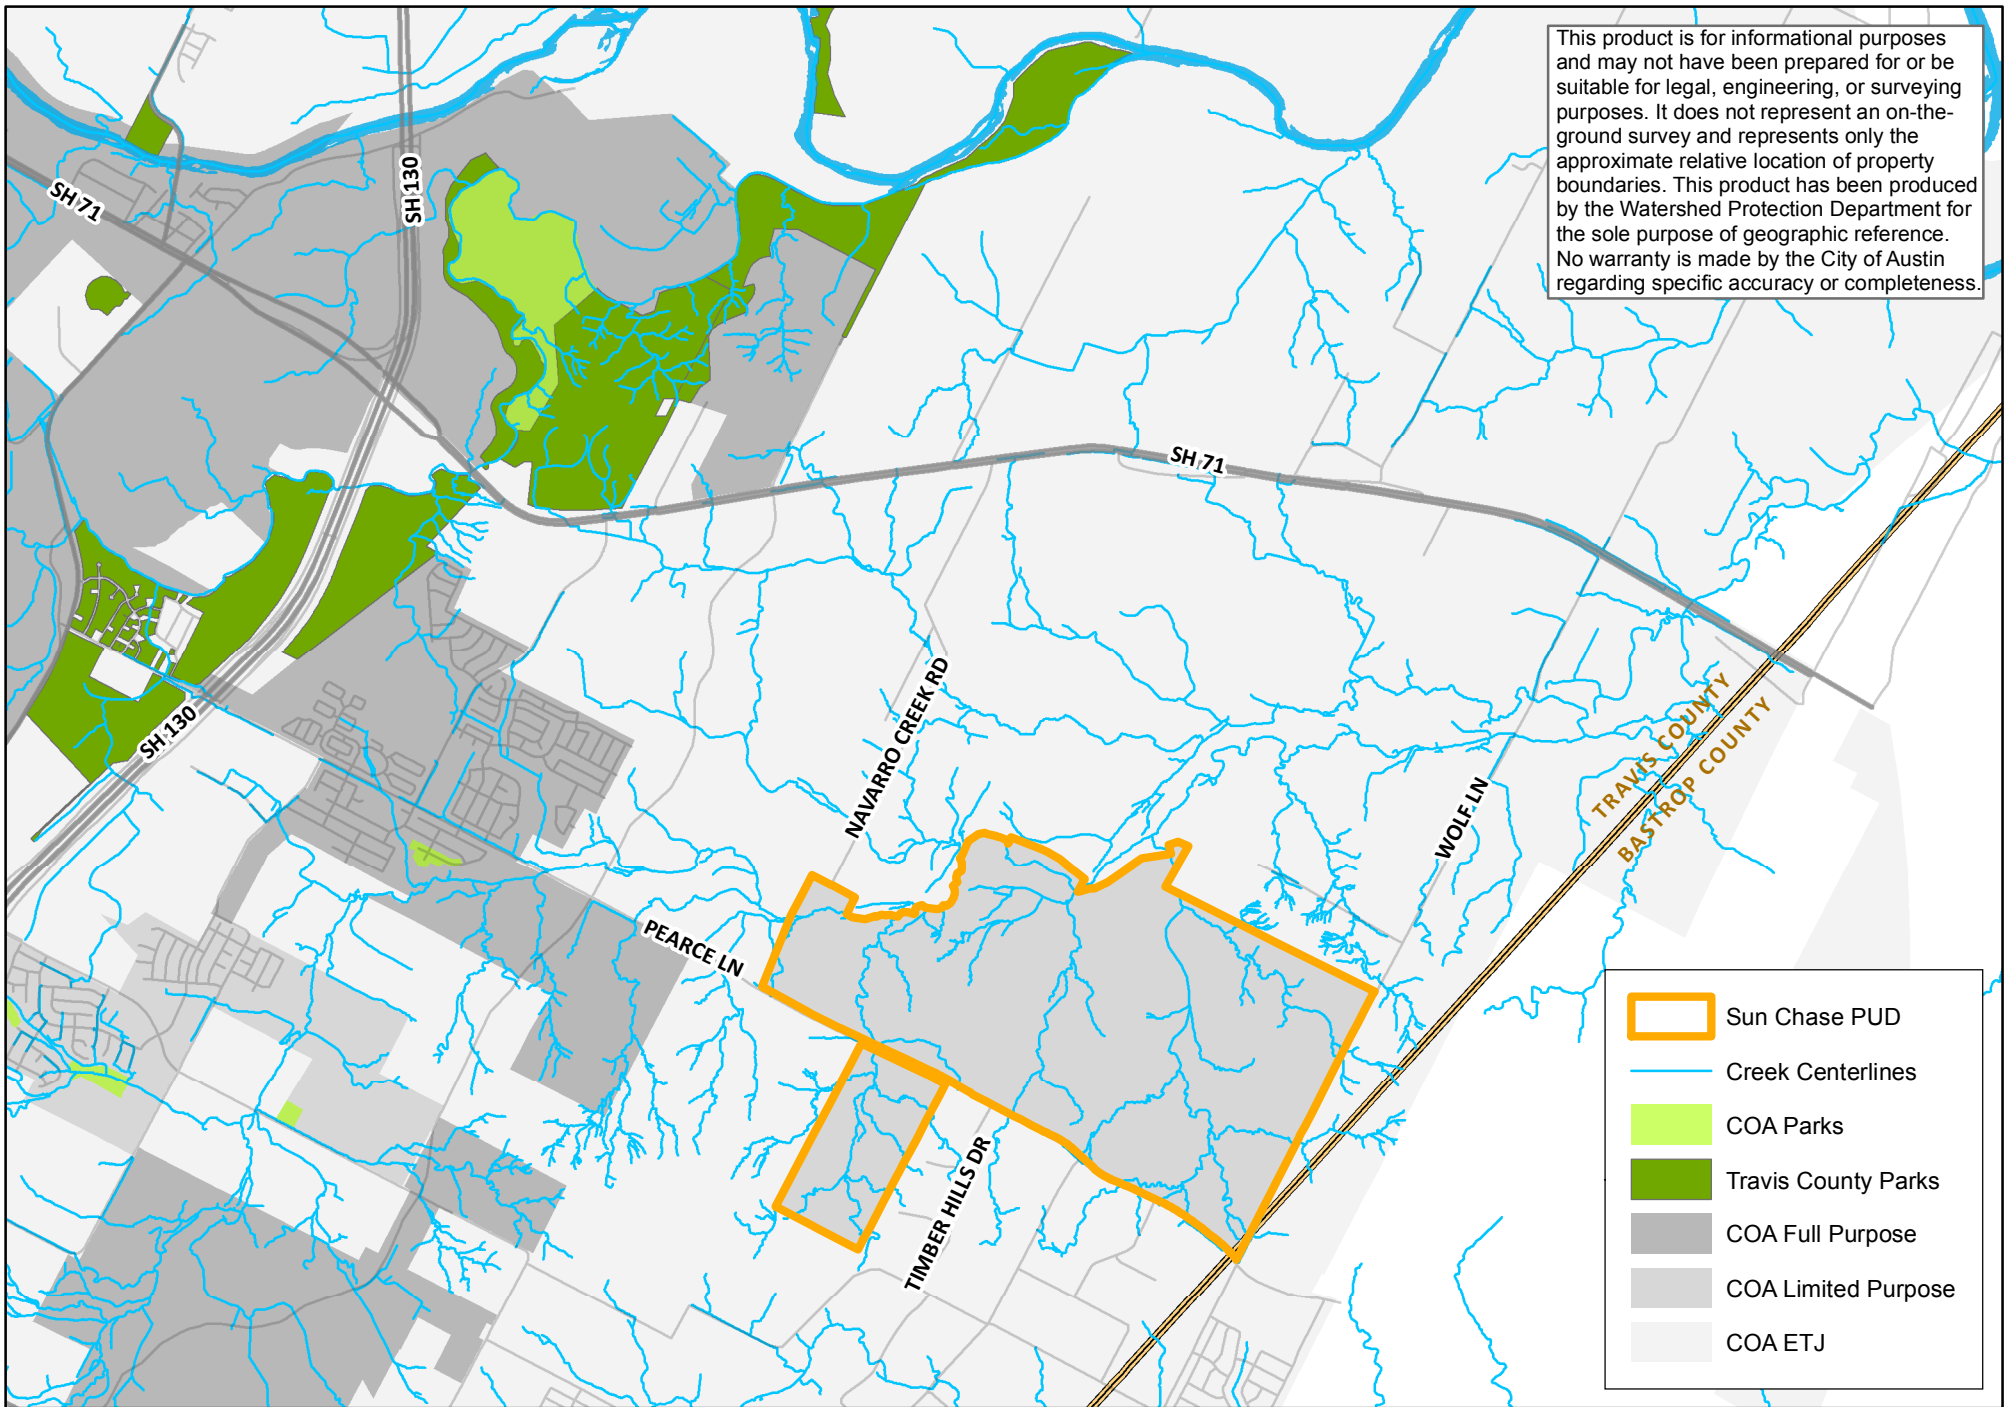 This product is for informational purposes
and may not have been prepared for or be
suitable for legal, engineering, or surveying
purposes. It does not represent an on-the-
ground survey and represents only the
approximate relative location of property
boundaries. This product has been produced
by the Watershed Protection Department for
the sole purpose of geographic reference.
No warranty is made by the City of Austin
regarding specific accuracy or completeness.
SH 71
SH 130
SH 71
SH 130
NAVARRO CREEK RD
TRAVIS COUNTY
BASTROP COUNTY
WOLF LN
PEARCE LN
TIMBER HILLS DR
Sun Chase PUD
Creek Centerlines
COA Parks
Travis County Parks
COA Full Purpose
COA Limited Purpose
COA ETJ